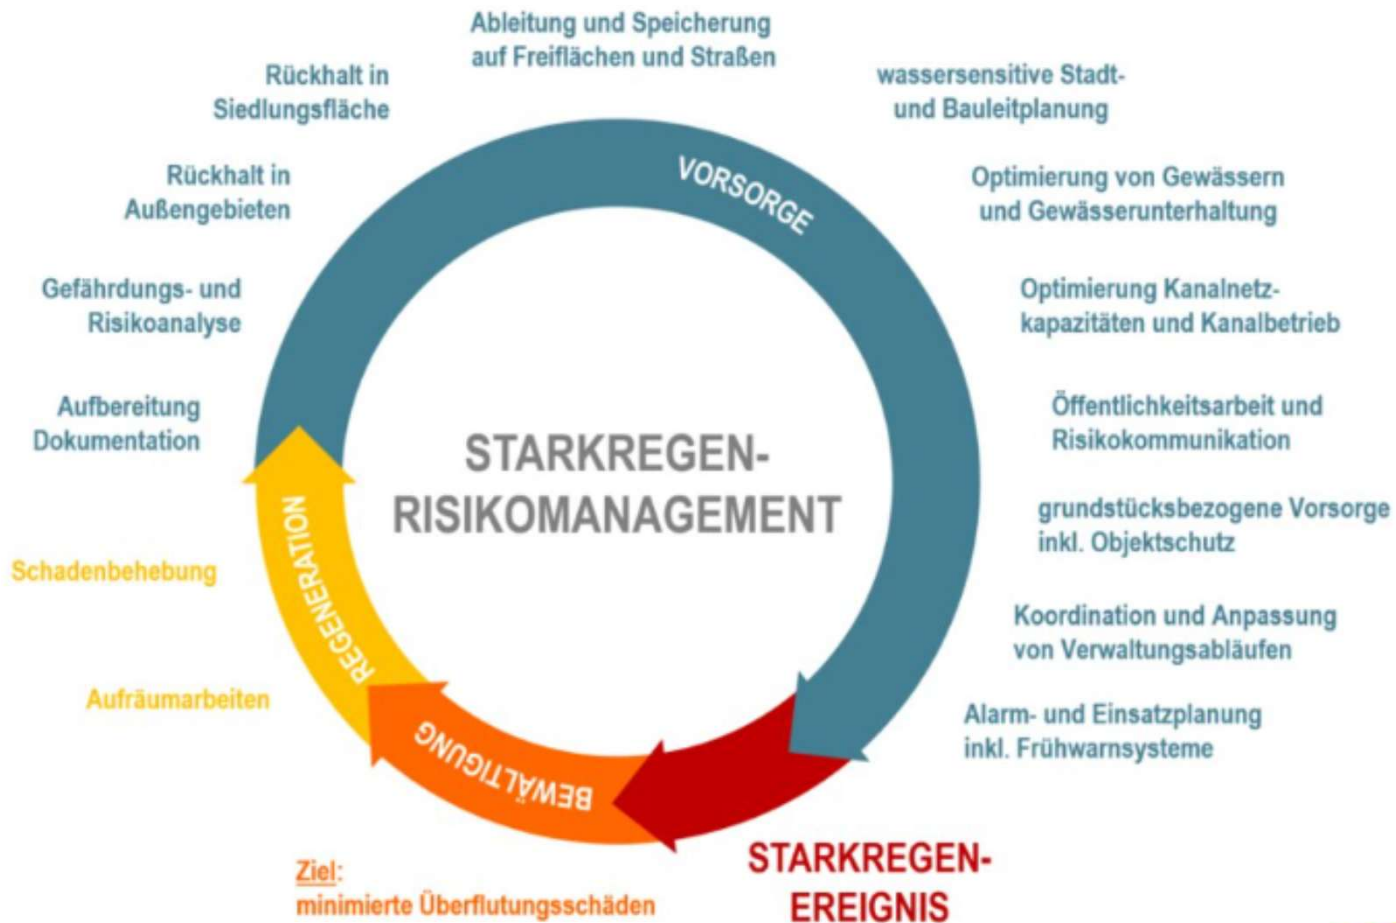 Ableitung und Speicherung
auf Freiflächen und Straßen
wassersensitive Stadt-
und Bauleitplanung
Optimierung von Gewässern
und Gewässerunterhaltung
Optimierung Kanalnetz-
kapazitäten und Kanalbetrieb
Öffentlichkeitsarbeit und
Risikokommunikation
grundstücksbezogene Vorsorge
inkl. Objektschutz
Koordination und Anpassung
von Verwaltungsabläufen
Alarm- und Einsatzplanung
inkl. Frühwarnsysteme
STARKREGEN-
EREIGNIS
Ziel:
minimierte Überflutungsschäden
Aufräumarbeiten
Schadenbehebung
Aufbereitung
Dokumentation
Gefährdungs- und
Risikoanalyse
Rückhalt in
Außengebieten
Rückhalt in
Siedlungsfläche
VORSORGE
BEWÄLTIGUNG
REGENERATION
STARKREGEN-
RISIKOMANAGEMENT